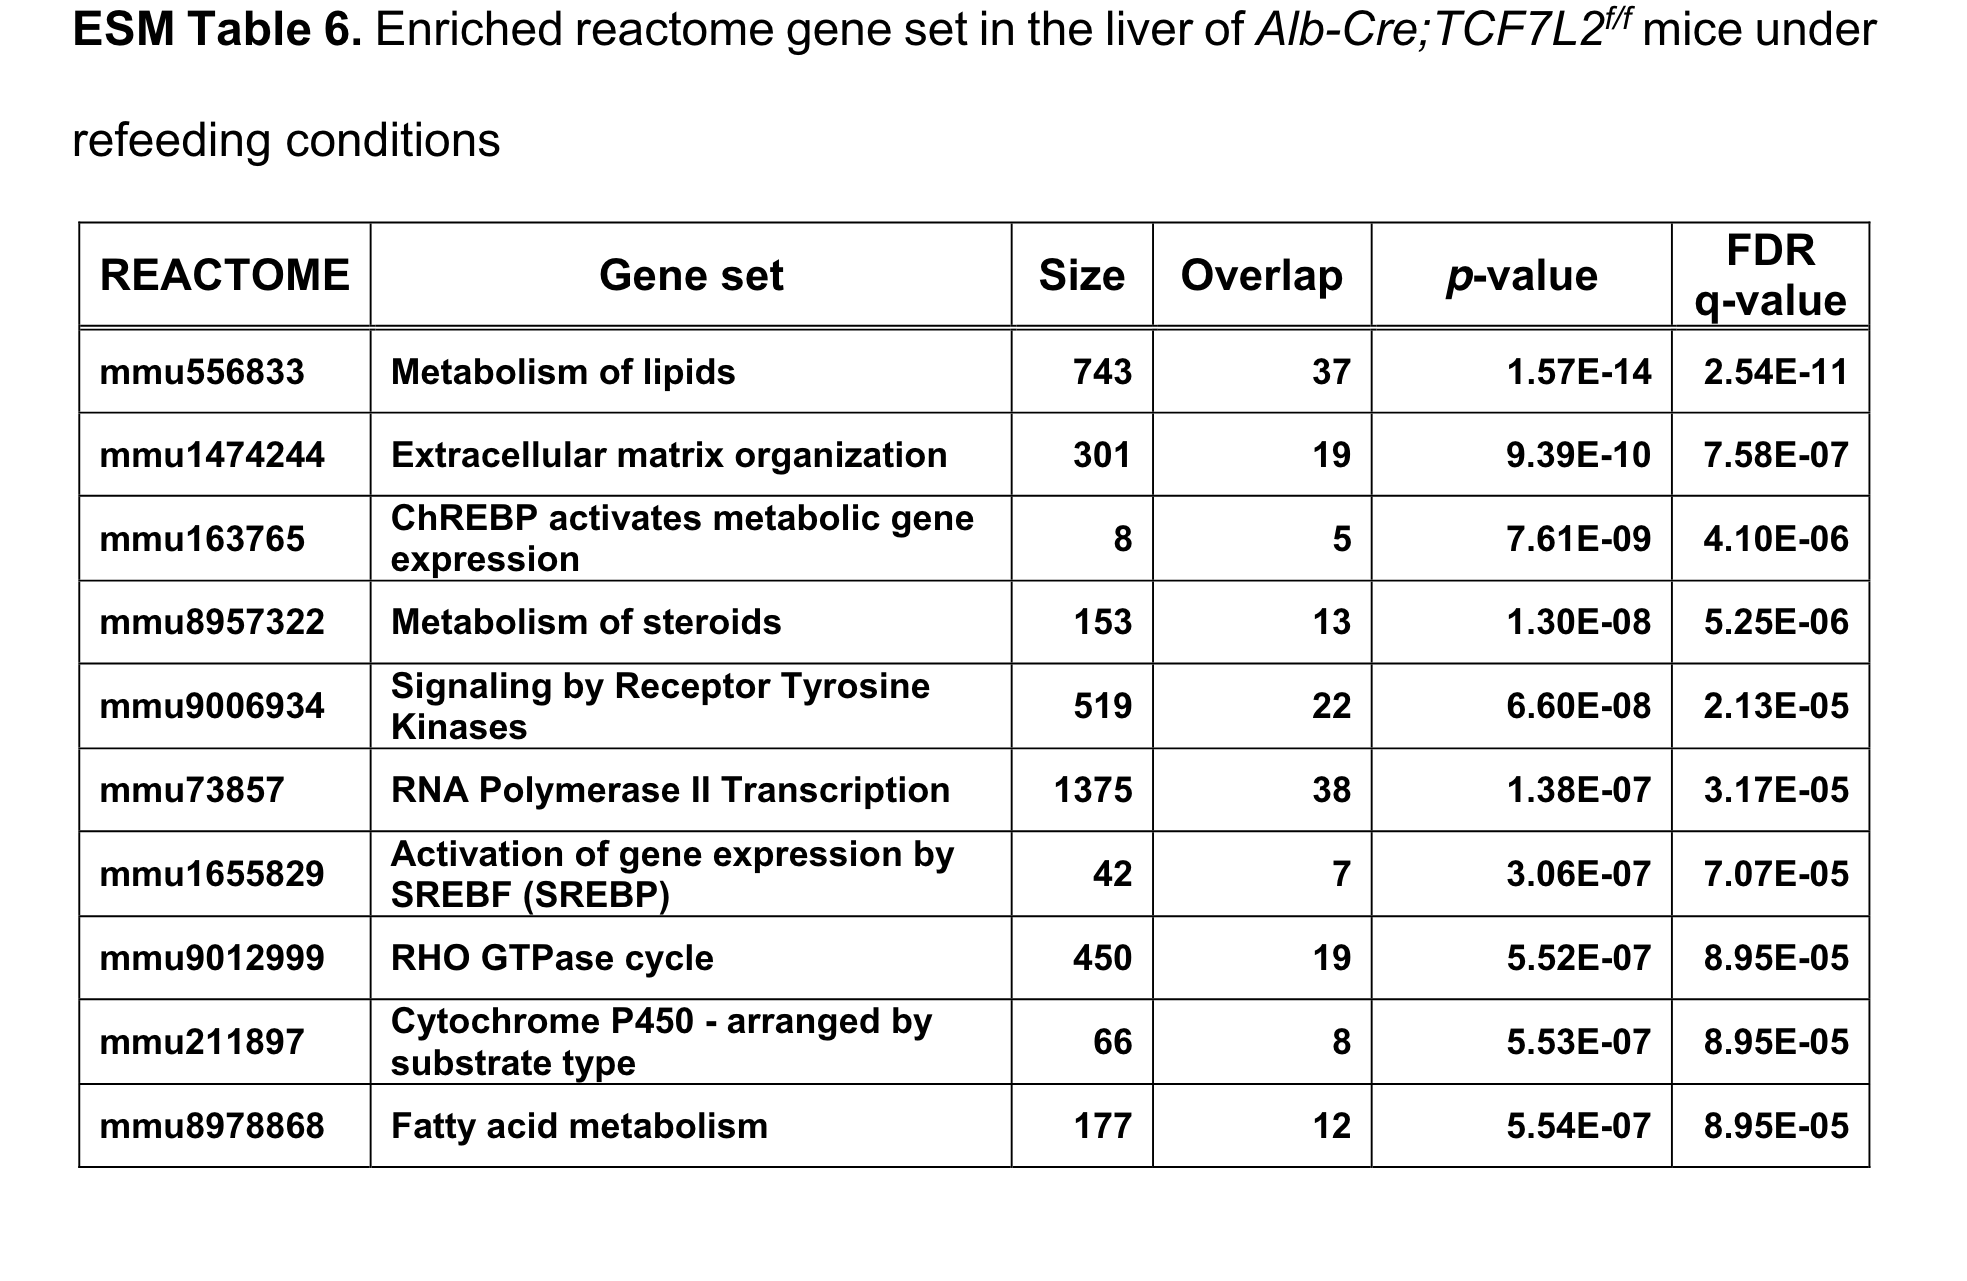 ESM Table 6. Enriched reactome gene set in the liver of Alb-Cre;TCF7L2f/f mice under
refeeding conditions
REACTOME Gene set Size Overlap p-value FDR
q-value
mmu556833 Metabolism of lipids 743 37 1.57E-14 2.54E-11
mmu1474244 Extracellular matrix organization 301 19 9.39E-10 7.58E-07
mmu163765 ChREBP activates metabolic gene
expression 8 5 7.61E-09 4.10E-06
mmu8957322 Metabolism of steroids 153 13 1.30E-08 5.25E-06
mmu9006934 Signaling by Receptor Tyrosine
Kinases 519 22 6.60E-08 2.13E-05
mmu73857 RNA Polymerase II Transcription 1375 38 1.38E-07 3.17E-05
mmu1655829 Activation of gene expression by
SREBF (SREBP) 42 7 3.06E-07 7.07E-05
mmu9012999 RHO GTPase cycle 450 19 5.52E-07 8.95E-05
mmu211897 Cytochrome P450 - arranged by
substrate type 66 8 5.53E-07 8.95E-05
mmu8978868 Fatty acid metabolism 177 12 5.54E-07 8.95E-05